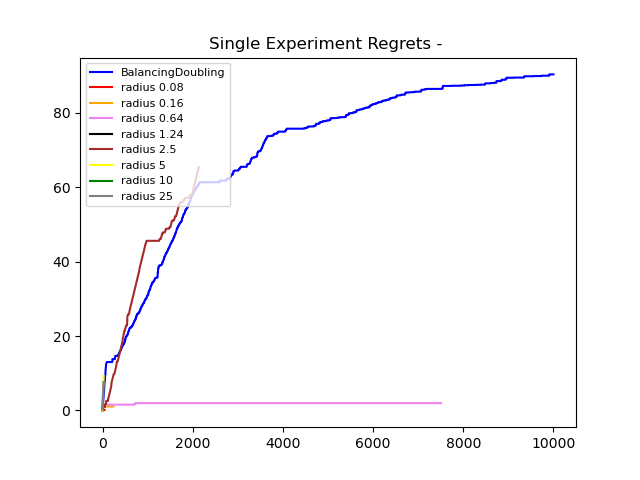 Single Experiment Regrets -
BalancingDoubling
radius 0.08
radius 0.16
radius 0.64
radius 1.24
radius 2.5
radius 5
radius 10
radius 25
80
60
40
20
0
0 2000 4000 6000 8000 10000